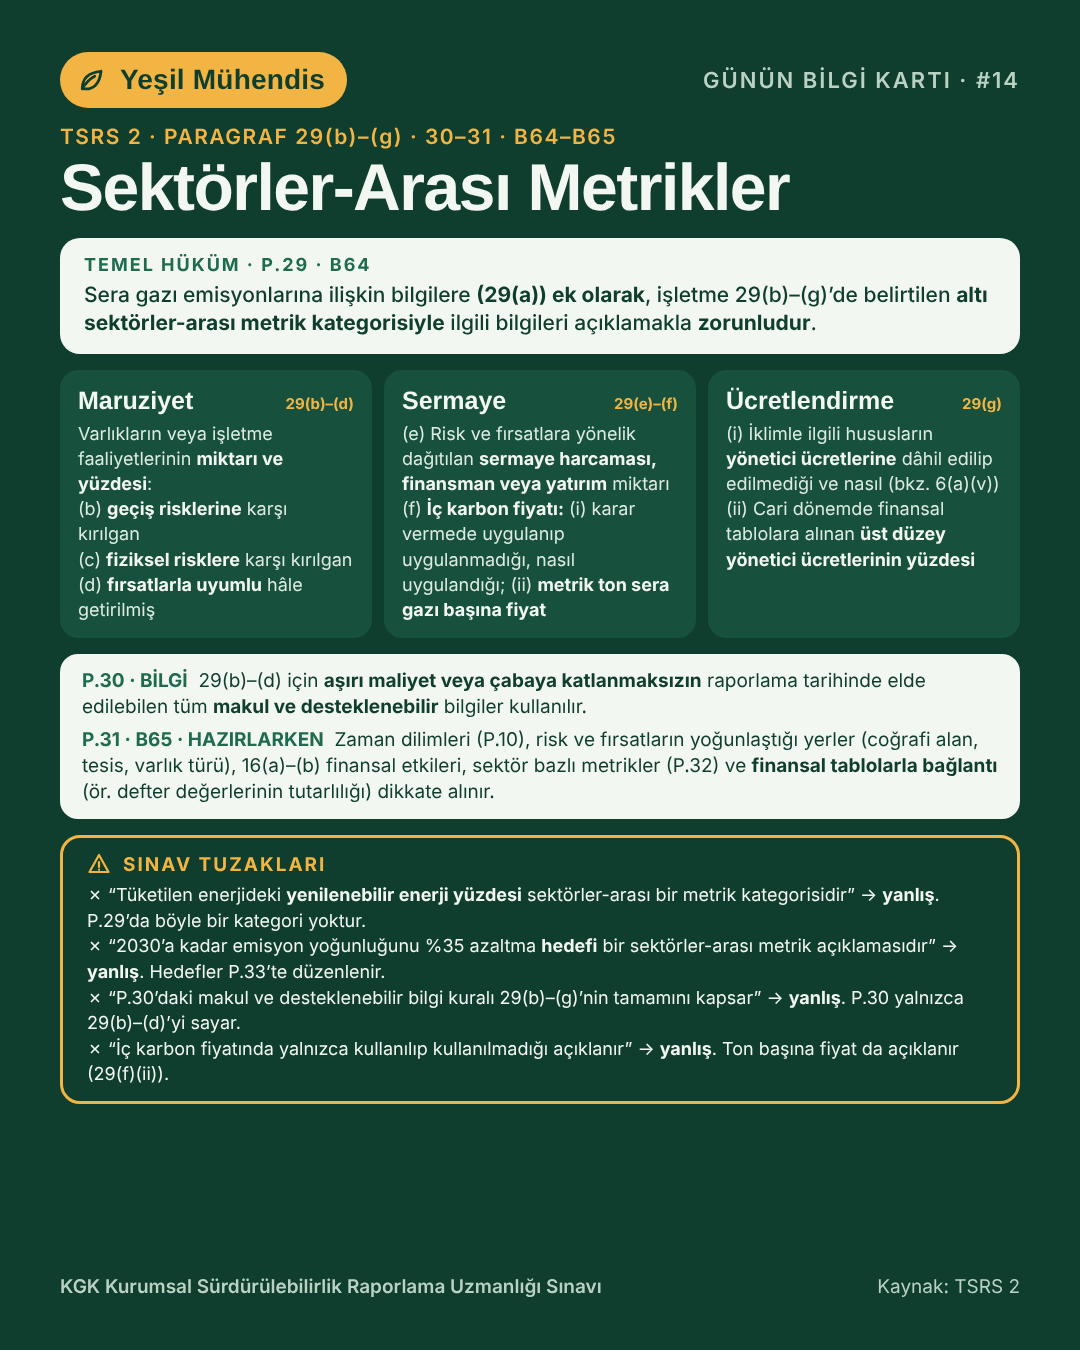 Yeşil Mühendis
GÜNÜN BİLGİ KARTI · #14
TSRS 2 · PARAGRAF 29(b)–(g) · 30–31 · B64–B65
Sektörler-Arası Metrikler
TEMEL HÜKÜM · P.29 · B64
Sera gazı emisyonlarına ilişkin bilgilere (29(a)) ek olarak, işletme 29(b)–(g)’de belirtilen altı
sektörler-arası metrik kategorisiyle ilgili bilgileri açıklamakla zorunludur.
Maruziyet 29(b)–(d)
Varlıkların veya işletme
faaliyetlerinin miktarı ve
yüzdesi:
(b) geçiş risklerine karşı
kırılgan
(c) fiziksel risklere karşı kırılgan
(d) fırsatlarla uyumlu hâle
getirilmiş
Sermaye 29(e)–(f)
(e) Risk ve fırsatlara yönelik
dağıtılan sermaye harcaması,
finansman veya yatırım miktarı
(f) İç karbon fiyatı: (i) karar
vermede uygulanıp
uygulanmadığı, nasıl
uygulandığı; (ii) metrik ton sera
gazı başına fiyat
Ücretlendirme 29(g)
(i) İklimle ilgili hususların
yönetici ücretlerine dâhil edilip
edilmediği ve nasıl (bkz. 6(a)(v))
(ii) Cari dönemde finansal
tablolara alınan üst düzey
yönetici ücretlerinin yüzdesi
P.30 · BİLGİ 29(b)–(d) için aşırı maliyet veya çabaya katlanmaksızın raporlama tarihinde elde
edilebilen tüm makul ve desteklenebilir bilgiler kullanılır.
P.31 · B65 · HAZIRLARKEN Zaman dilimleri (P.10), risk ve fırsatların yoğunlaştığı yerler (coğrafi alan,
tesis, varlık türü), 16(a)–(b) finansal etkileri, sektör bazlı metrikler (P.32) ve finansal tablolarla bağlantı
(ör. defter değerlerinin tutarlılığı) dikkate alınır.
SINAV TUZAKLARI
× “Tüketilen enerjideki yenilenebilir enerji yüzdesi sektörler-arası bir metrik kategorisidir” → yanlış.
P.29’da böyle bir kategori yoktur.
× “2030’a kadar emisyon yoğunluğunu %35 azaltma hedefi bir sektörler-arası metrik açıklamasıdır” →
yanlış. Hedefler P.33’te düzenlenir.
× “P.30’daki makul ve desteklenebilir bilgi kuralı 29(b)–(g)’nin tamamını kapsar” → yanlış. P.30 yalnızca
29(b)–(d)’yi sayar.
× “İç karbon fiyatında yalnızca kullanılıp kullanılmadığı açıklanır” → yanlış. Ton başına fiyat da açıklanır
(29(f)(ii)).
KGK Kurumsal Sürdürülebilirlik Raporlama Uzmanlığı Sınavı
Kaynak: TSRS 2